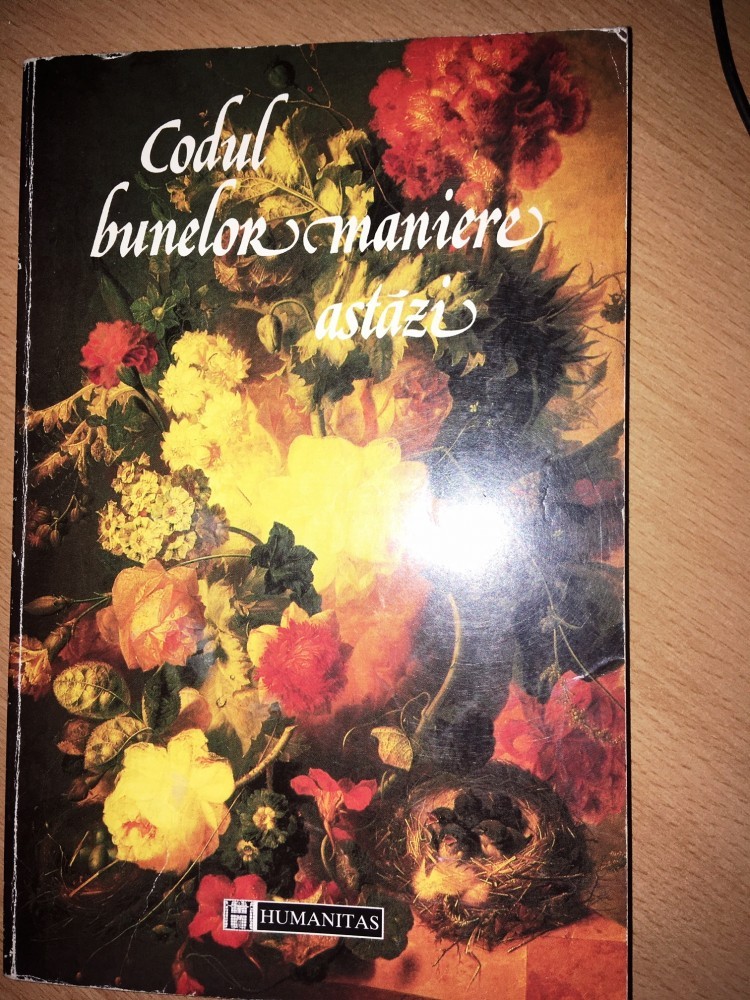 Codul
bunelor maniere
astăzi
HUMANITAS